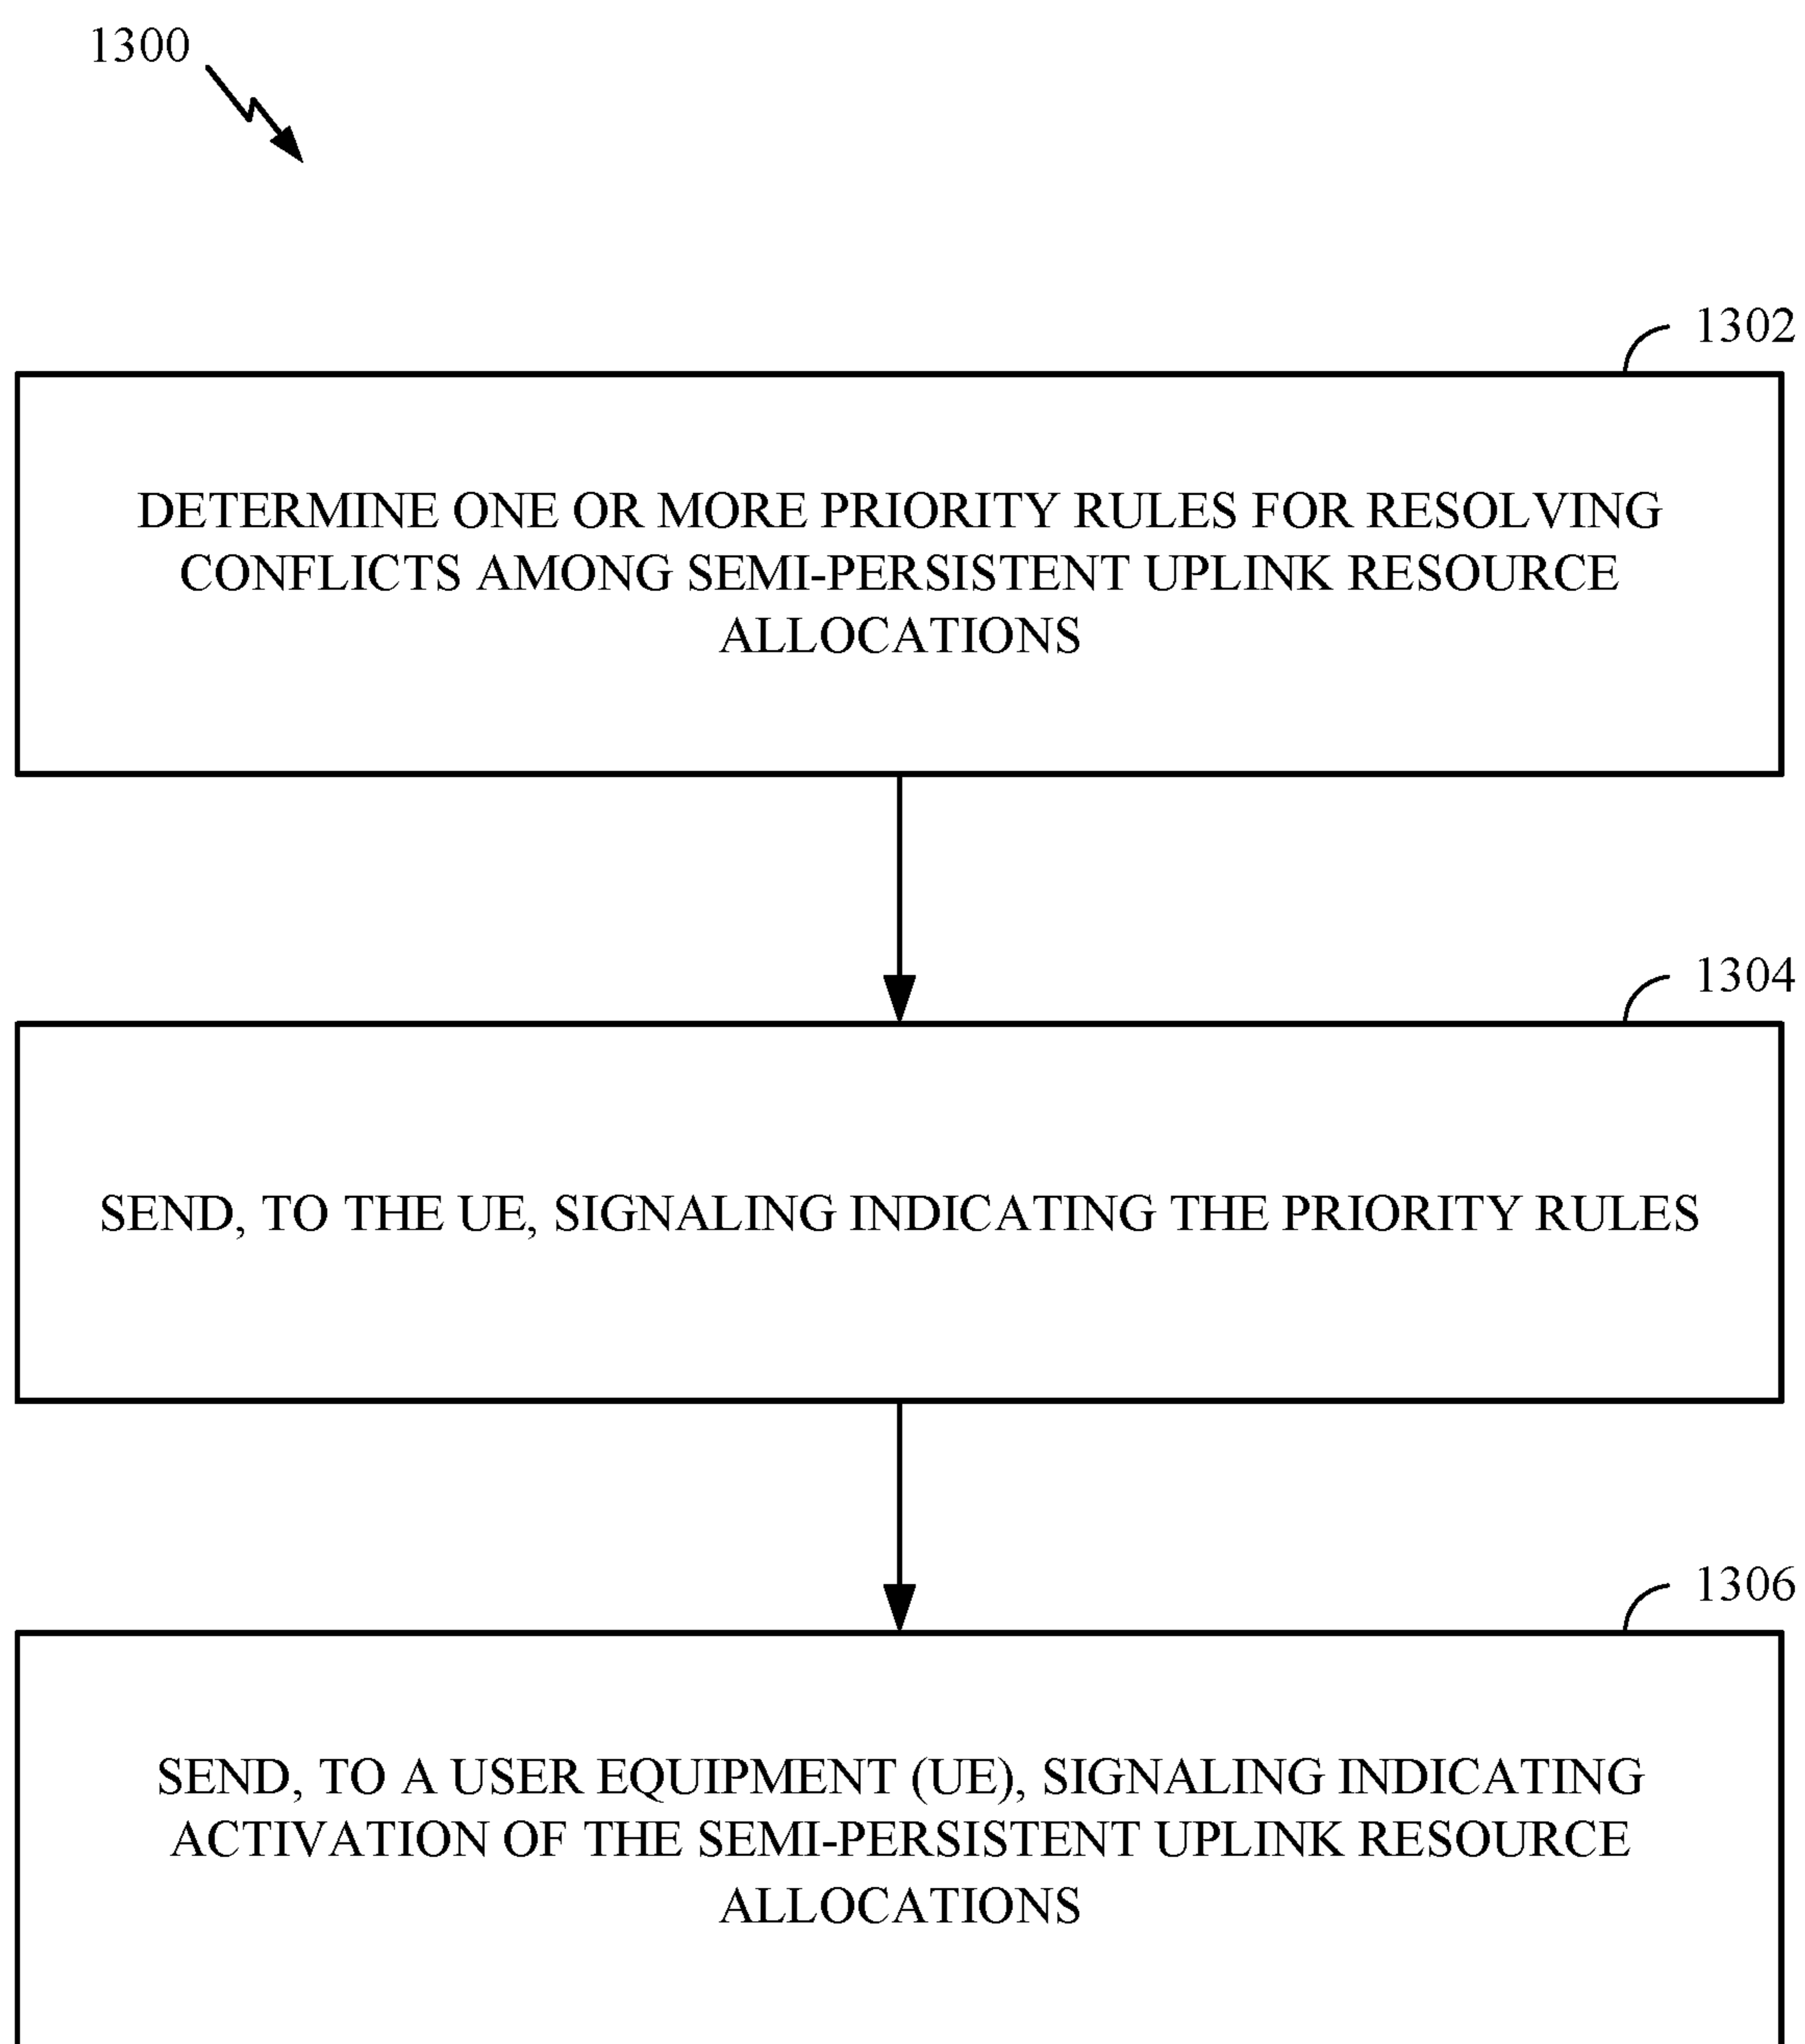 1300
1302
DETERMINE ONE OR MORE PRIORITY RULES FOR RESOLVING
CONFLICTS AMONG SEMI-PERSISTENT UPLINK RESOURCE
ALLOCATIONS
1304
SEND, TO THE UE, SIGNALING INDICATING THE PRIORITY RULES
1306
SEND, TO A USER EQUIPMENT (UE), SIGNALING INDICATING
ACTIVATION OF THE SEMI-PERSISTENT UPLINK RESOURCE
ALLOCATIONS